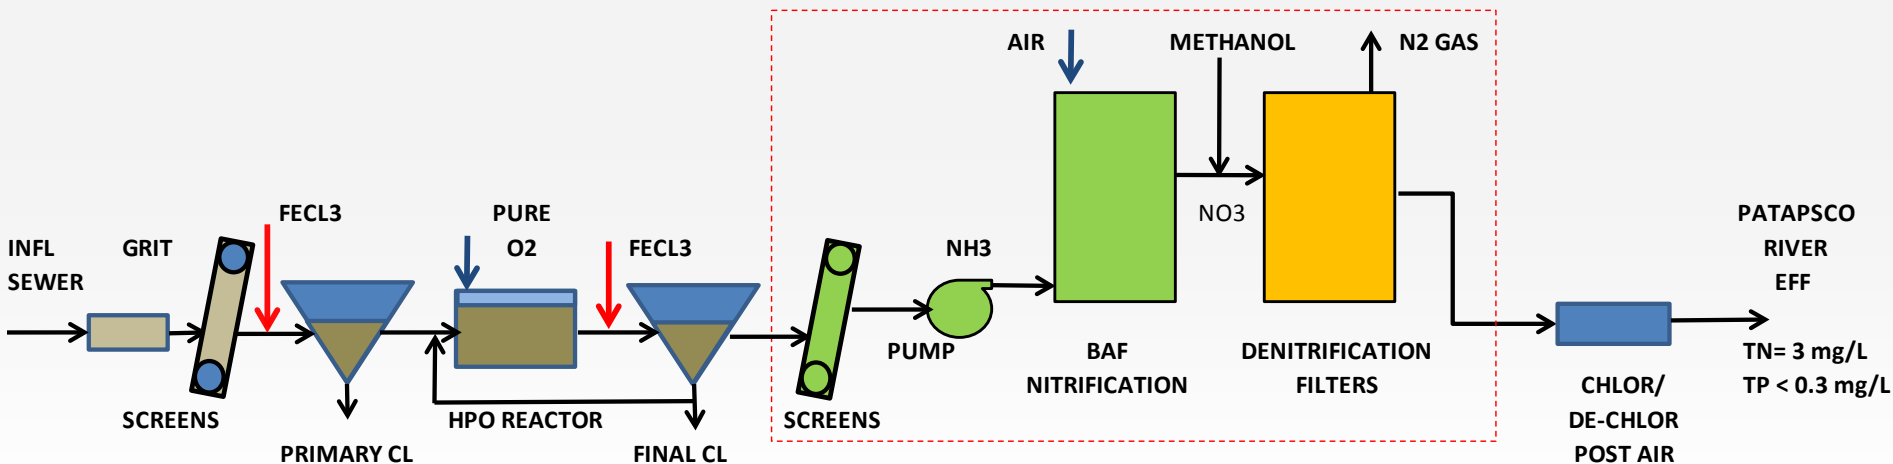 INFL
SEWER
GRIT
SCREENS
FECL3
PRIMARY CL
PURE
O2
HPO REACTOR
FECL3
FINAL CL
SCREENS
PUMP
NH3
AIR
BAF
NITRIFICATION
METHANOL
NO3
N2 GAS
DENITRIFICATION
FILTERS
CHLOR/
DE-CHLOR
POST AIR
PATAPSCO
RIVER
EFF
TN= 3 mg/L
TP < 0.3 mg/L